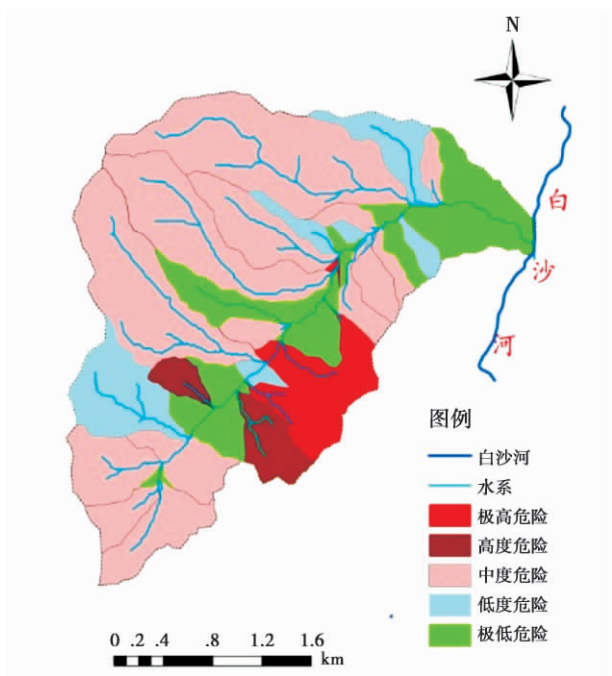 N
白
沙
河
图例
白沙河
水系
极高危险
高度危险
中度危险
低度危险
极低危险
0 .2 .4 .8 1.2 1.6
km